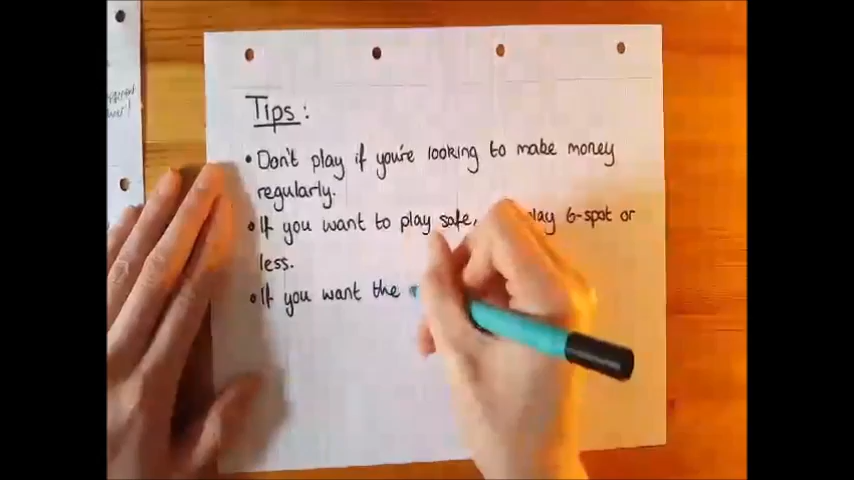 Tips:
• Don't play if you're looking to make money
regularly.
• If you want to play safe, play 6-spot or
less.
• If you want the